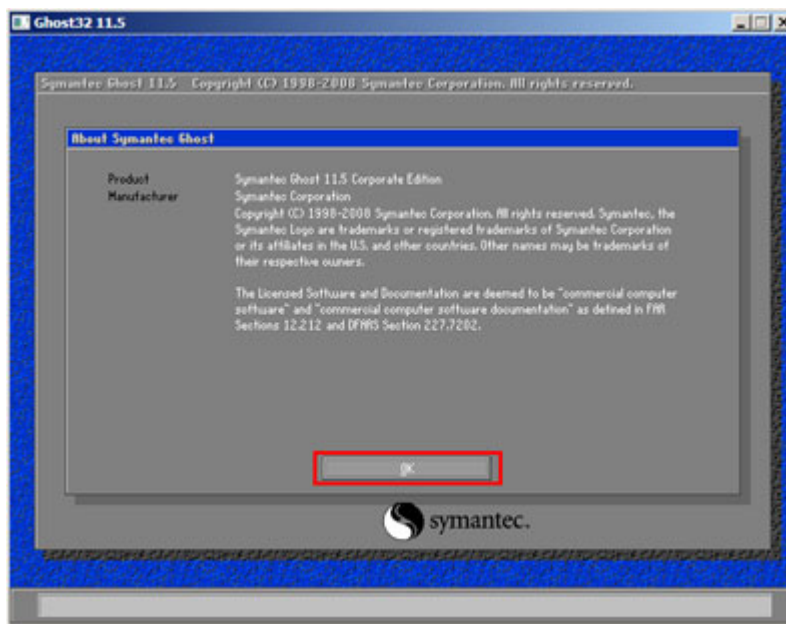 Ghost32 11.5
Symantec Ghost 11.5 Copyright (C) 1998-2008 Symantec Corporation. All rights reserved.
About Symantec Ghost
Product Symantec Ghost 11.5 Corporate Edition
Manufacturer Symantec Corporation
Copyright (C) 1998-2008 Symantec Corporation. All rights reserved. Symantec, the
Symantec Logo are trademarks or registered trademarks of Symantec Corporation
or its affiliates in the U.S. and other countries. Other names may be trademarks of
their respective owners.
The Licensed Software and Documentation are deemed to be "commercial computer
software" and "commercial computer software documentation" as defined in FAR
Sections 12.212 and DFARS Section 227.7202.
OK
symantec.